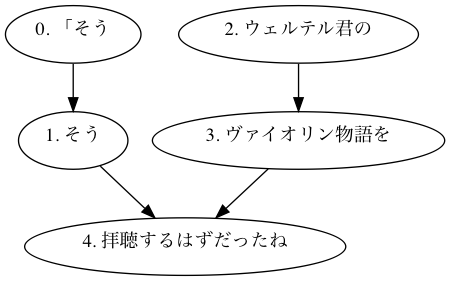 0. 「そう
2. ウェルテル君の
1. そう
3. ヴァイオリン物語を
4. 拝聴するはずだったね